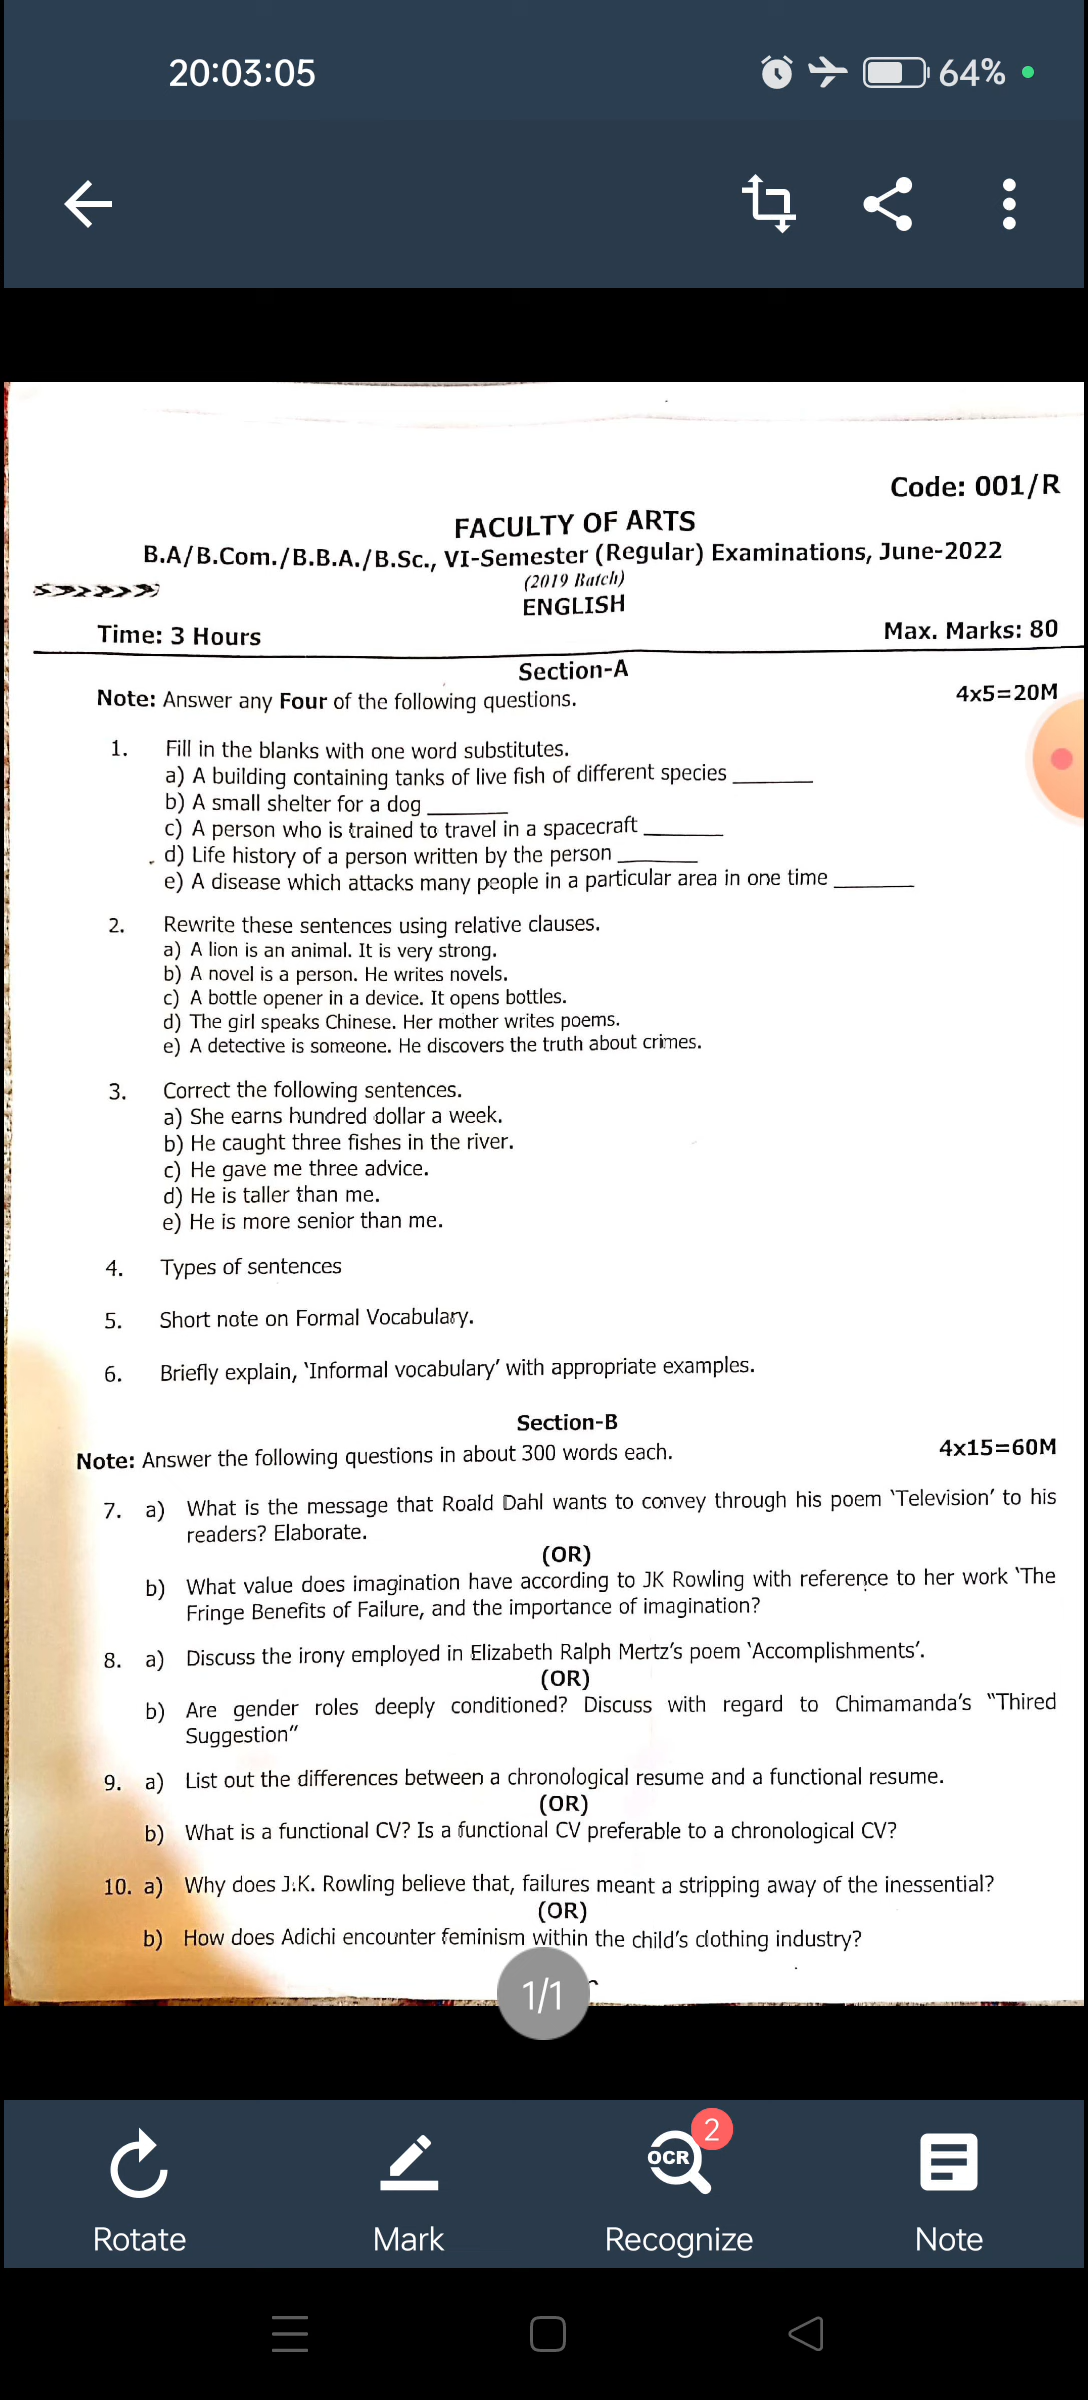 20:03:05
64%
Code: 001/R
FACULTY OF ARTS
B.A/B.Com./B.B.A./B.Sc., VI-Semester (Regular) Examinations, June-2022
(2019 Batch)
ENGLISH
Time: 3 Hours
Max. Marks: 80
Section-A
Note: Answer any Four of the following questions.
4x5=20M
1. Fill in the blanks with one word substitutes.
a) A building containing tanks of live fish of different species ________
b) A small shelter for a dog ________
c) A person who is trained to travel in a spacecraft ________
d) Life history of a person written by the person ________
e) A disease which attacks many people in a particular area in one time ________
2. Rewrite these sentences using relative clauses.
a) A lion is an animal. It is very strong.
b) A novel is a person. He writes novels.
c) A bottle opener in a device. It opens bottles.
d) The girl speaks Chinese. Her mother writes poems.
e) A detective is someone. He discovers the truth about crimes.
3. Correct the following sentences.
a) She earns hundred dollar a week.
b) He caught three fishes in the river.
c) He gave me three advice.
d) He is taller than me.
e) He is more senior than me.
4. Types of sentences
5. Short note on Formal Vocabulary.
6. Briefly explain, ‘Informal vocabulary’ with appropriate examples.
Section-B
Note: Answer the following questions in about 300 words each.
4x15=60M
7. a) What is the message that Roald Dahl wants to convey through his poem ‘Television’ to his
readers? Elaborate.
(OR)
b) What value does imagination have according to JK Rowling with reference to her work ‘The
Fringe Benefits of Failure, and the importance of imagination?
8. a) Discuss the irony employed in Elizabeth Ralph Mertz’s poem ‘Accomplishments’.
(OR)
b) Are gender roles deeply conditioned? Discuss with regard to Chimamanda’s “Thired
Suggestion”
9. a) List out the differences between a chronological resume and a functional resume.
(OR)
b) What is a functional CV? Is a functional CV preferable to a chronological CV?
10. a) Why does J.K. Rowling believe that, failures meant a stripping away of the inessential?
(OR)
b) How does Adichi encounter feminism within the child’s clothing industry?
1/1
2
OCR
Rotate
Mark
Recognize
Note